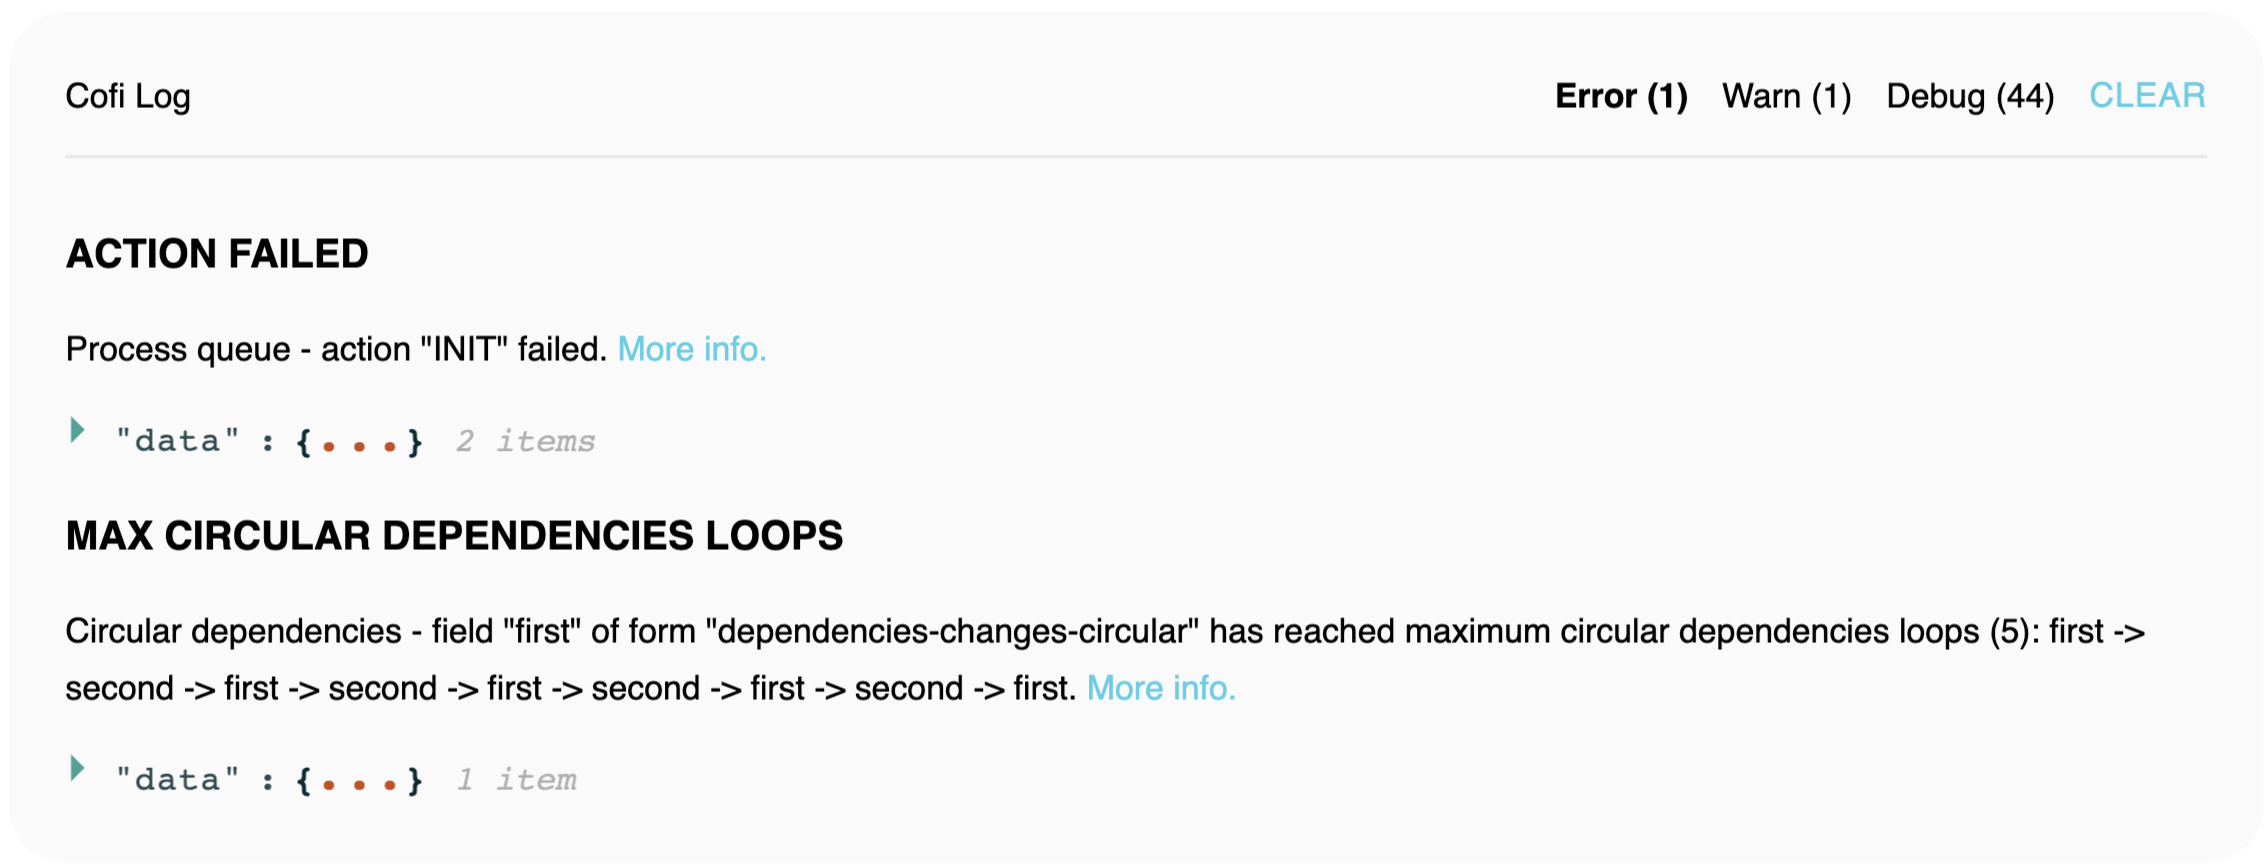 Cofi Log
Error (1) Warn (1) Debug (44) CLEAR
ACTION FAILED
Process queue - action "INIT" failed. More info.
"data" : {...} 2 items
MAX CIRCULAR DEPENDENCIES LOOPS
Circular dependencies - field "first" of form "dependencies-changes-circular" has reached maximum circular dependencies loops (5): first ->
second -> first -> second -> first -> second -> first -> second -> first. More info.
"data" : {...} 1 item